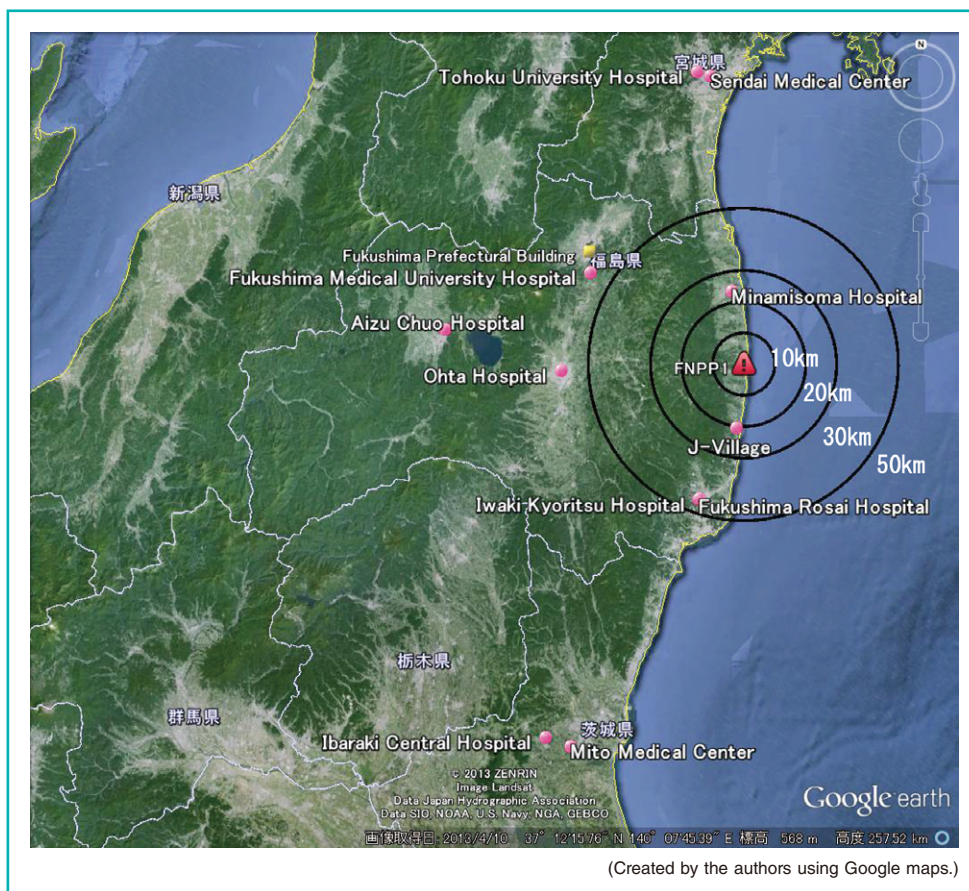 N
宮城県
Tohoku University Hospital
Sendai Medical Center
新潟県
Fukushima Prefectural Building
福島県
Fukushima Medical University Hospital
Minamisoma Hospital
Aizu Chuo Hospital
FNPP1
10km
Ohta Hospital
20km
30km
J-Village
50km
Iwaki Kyoritsu Hospital
Fukushima Rosai Hospital
栃木県
群馬県
茨城県
Ibaraki Central Hospital
Mito Medical Center
© 2013 ZENRIN
Image Landsat
Data Japan Hydrographic Association
Data SIO, NOAA, U.S. Navy, NGA, GEBCO
Google earth
画像取得日: 2013/4/10 37° 12'15.76" N 140° 07'45.39" E 標高 568 m 高度 257.52 km
(Created by the authors using Google maps.)